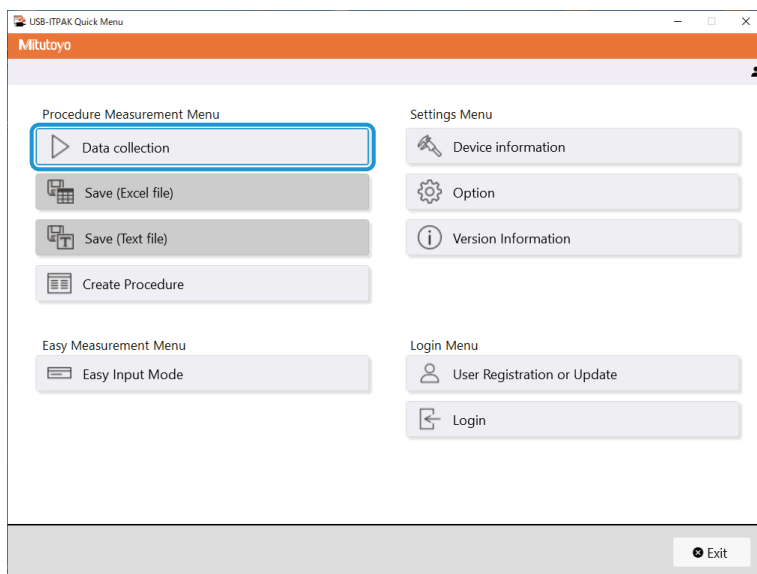 USB-ITPAK Quick Menu
Mitutoyo
Procedure Measurement Menu
Data collection
Save (Excel file)
Save (Text file)
Create Procedure
Easy Measurement Menu
Easy Input Mode
Settings Menu
Device information
Option
Version Information
Login Menu
User Registration or Update
Login
Exit